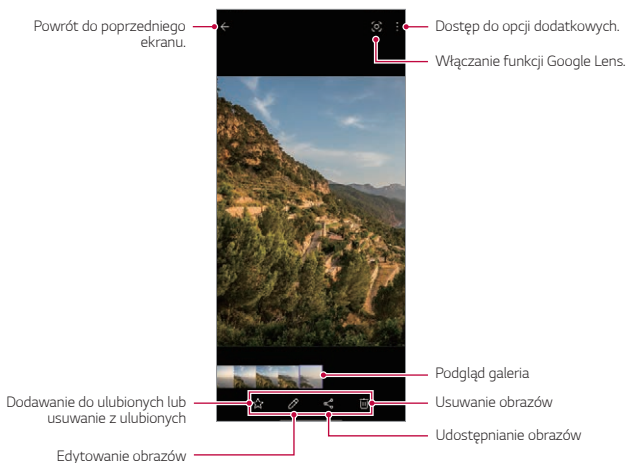 Powrót do poprzedniego
ekranu.
Dostęp do opcji dodatkowych.
Włączanie funkcji Google Lens.
Podgląd galeria
Dodawanie do ulubionych lub
usuwanie z ulubionych
Usuwanie obrazów
Udostępnianie obrazów
Edytowanie obrazów